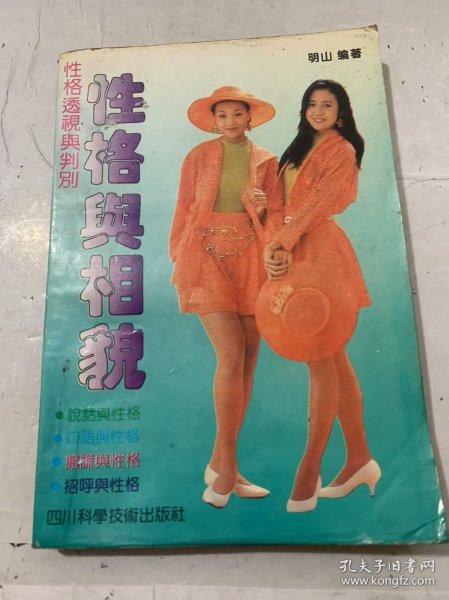 明山 编著
性格透視與判別
性格與相貌
說話與性格
口語與性格
撒謊與性格
招呼與性格
四川科學技術出版社
孔夫子旧书网
www.kongfz.com